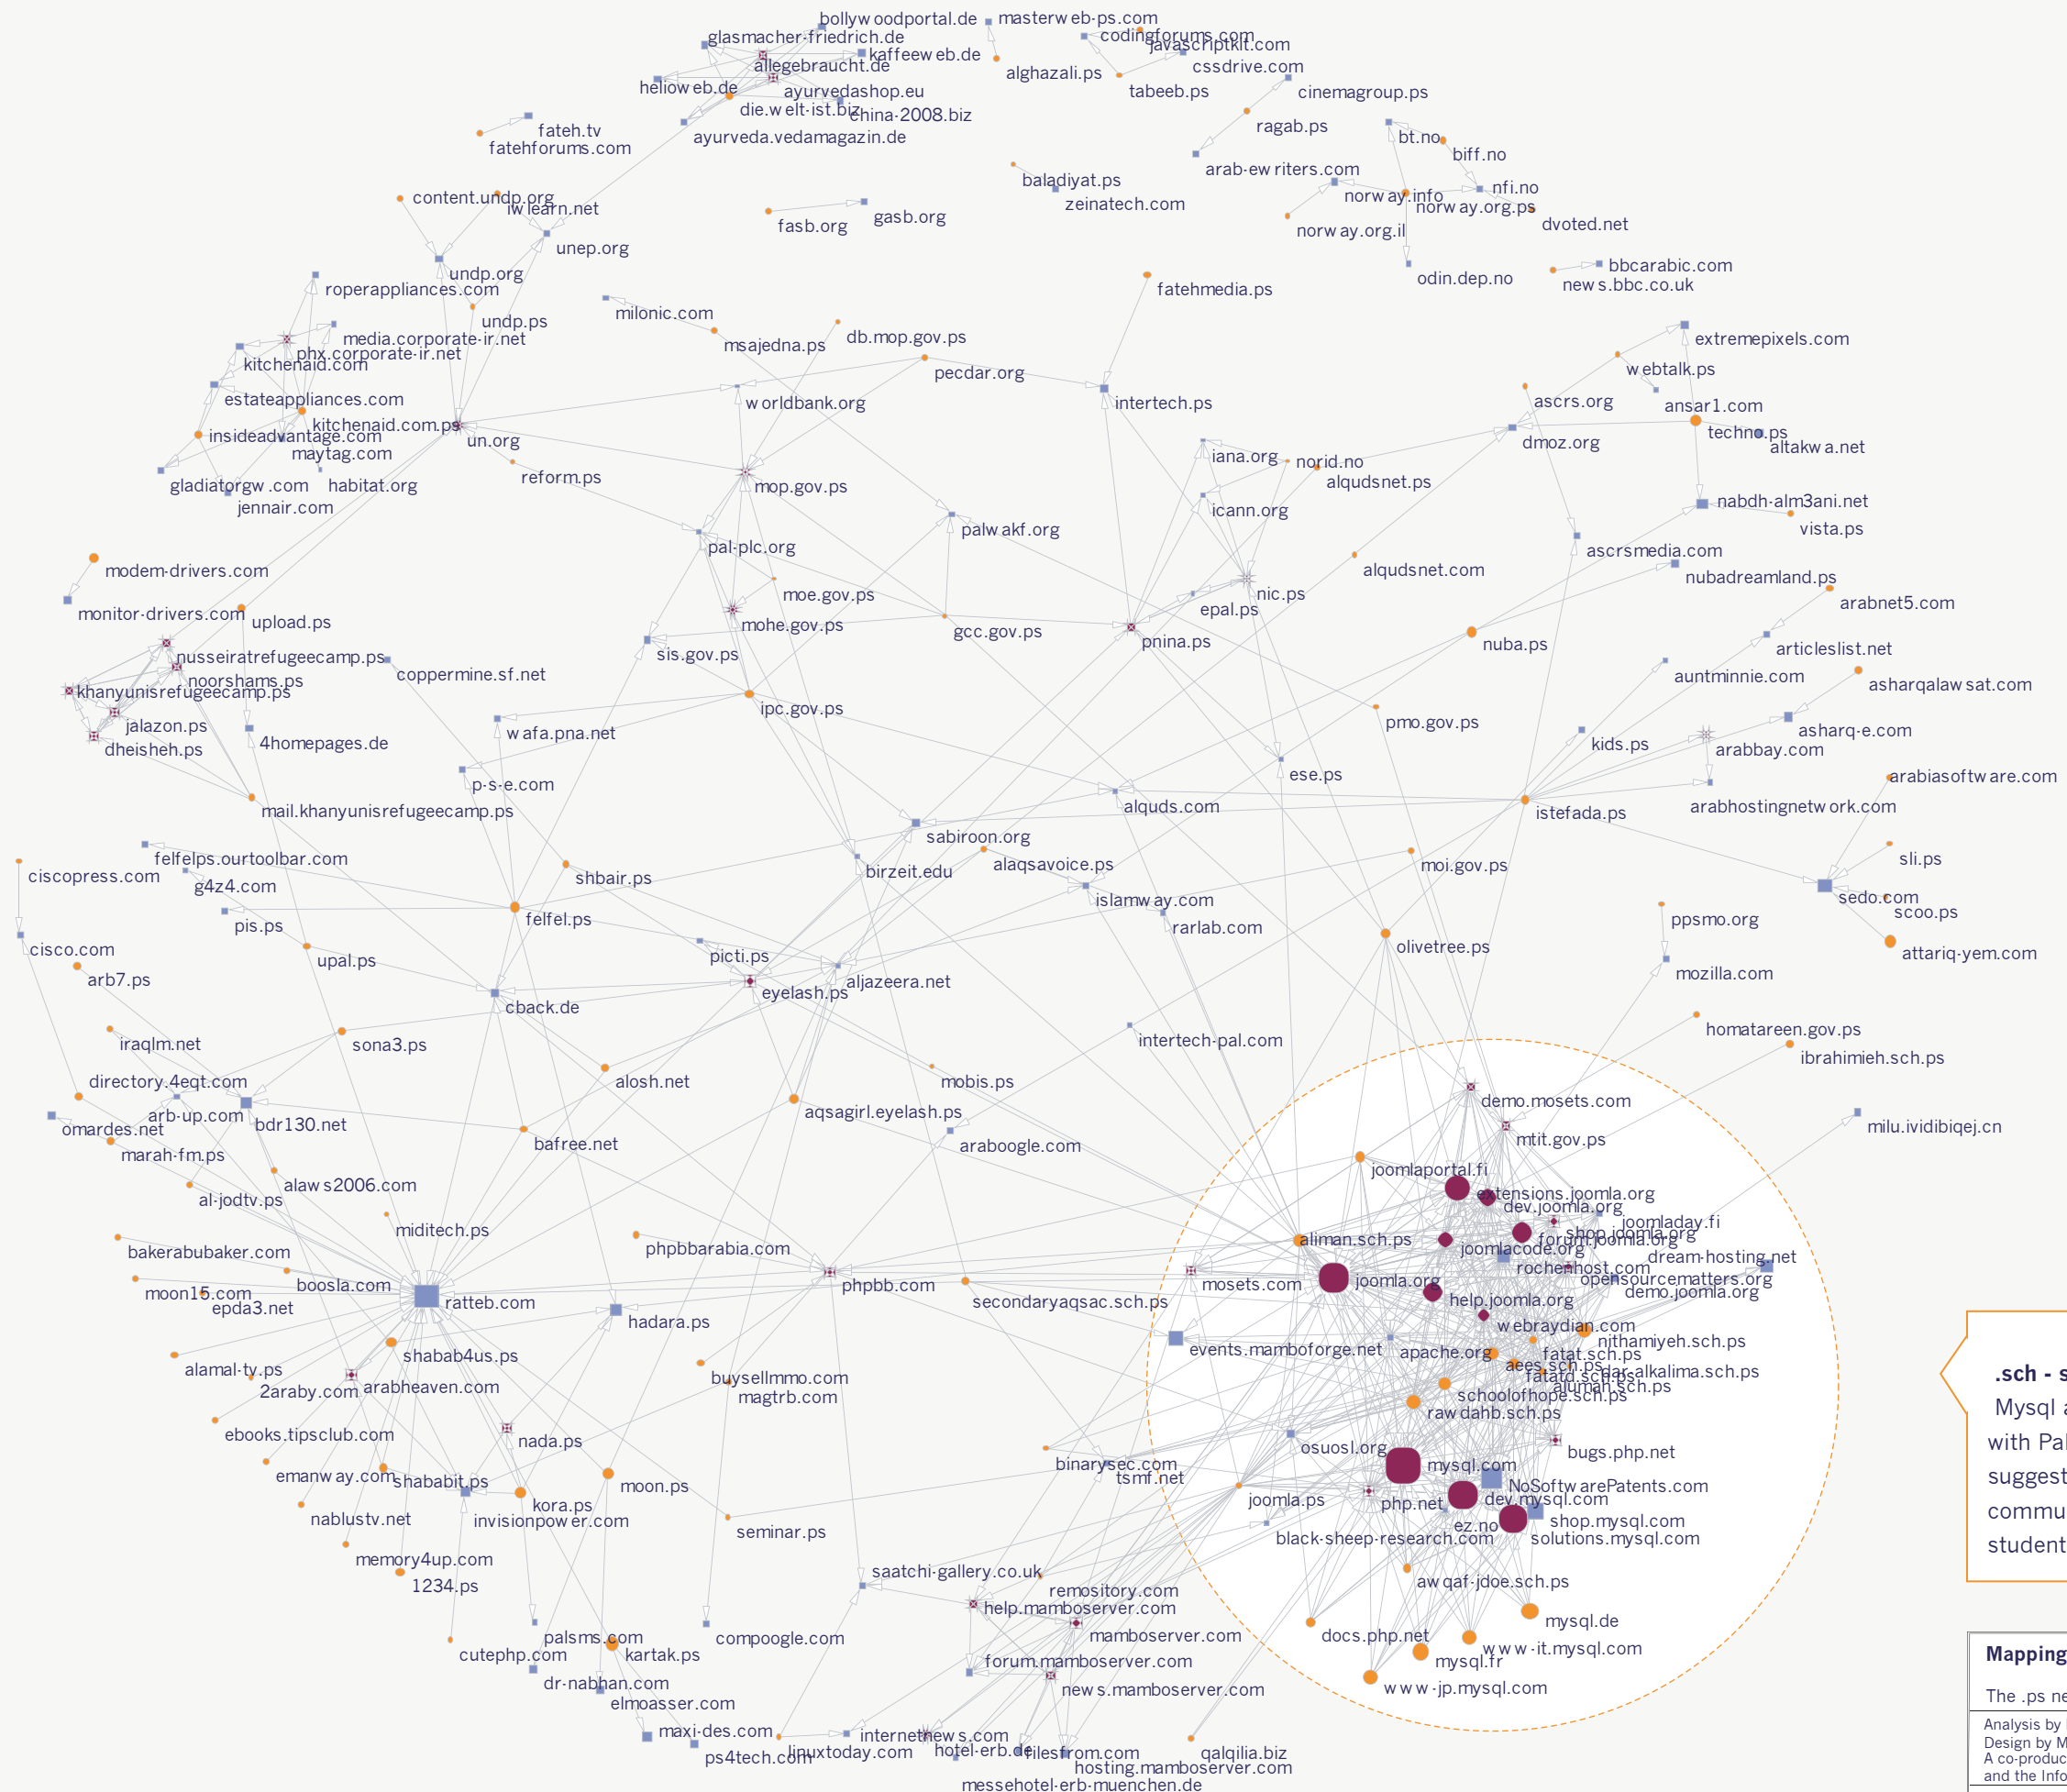 bollywoodportal.de
masterweb-ps.com
glasmacher-friedrich.de
codingforums.com
javascriptkit.com
kaffeeweb.de
allegebraucht.de
cssdrive.com
alghazali.ps
helioweb.de
ayurvedashop.eu
tabeeb.ps
cinemagroup.ps
die.welt-ist.biz
china-2008.biz
ragab.ps
fateh.tv
ayurveda.vedamagazin.de
bt.no
fatehforums.com
biff.no
arab-ewriters.com
baladiyat.ps
nfi.no
content.undp.org
norway.info
iwlearn.net
zeinatech.com
norway.org.ps
gasb.org
fasb.org
dvoted.net
norway.org.il
unep.org
bbcarabic.com
undp.org
odin.dep.no
news.bbc.co.uk
roperappliances.com
fatehmedia.ps
milonic.com
undp.ps
db.mop.gov.ps
media.corporate-ir.net
msajedna.ps
extremepixels.com
phx.corporate-ir.net
kitchenaid.com
pecdar.org
webtalk.ps
estateappliances.com
worldbank.org
intertech.ps
ascrs.org
ansar1.com
kitchenaid.com.ps
techno.ps
insideadvantage.com
un.org
dmoz.org
altakwa.net
maytag.com
iana.org
norid.no
reform.ps
alqudsnet.ps
gladiatorgw.com
habitat.org
mop.gov.ps
nabdh-alm3ani.net
jennair.com
icann.org
palwakf.org
vista.ps
pal-plc.org
ascrsmedia.com
modem-drivers.com
alqudsnet.com
nubadreamland.ps
moe.gov.ps
nic.ps
arabnet5.com
monitor-drivers.com
epal.ps
upload.ps
mohe.gov.ps
gcc.gov.ps
pnina.ps
nuba.ps
articleslist.net
nusseiratrefugeecamp.ps
sis.gov.ps
coppermine.sf.net
auntminnie.com
noorshams.ps
asharqalawsat.com
khanyunisrefugeecamp.ps
ipc.gov.ps
pmo.gov.ps
jalazon.ps
wafa.pna.net
asharq-e.com
4homepages.de
kids.ps
dheisheh.ps
arabbay.com
ese.ps
arabiasoftware.com
p-s-e.com
alquds.com
arabhostingnetwork.com
mail.khanyunisrefugeecamp.ps
istefada.ps
sabiroon.org
felfelps.ourtoolbar.com
sli.ps
alaqsavoice.ps
moi.gov.ps
birzeit.edu
ciscopress.com
shbair.ps
g4z4.com
sedo.com
islamway.com
scoo.ps
felfel.ps
ppsmo.org
pis.ps
rarlab.com
olivetree.ps
cisco.com
attariq-yem.com
picti.ps
upal.ps
mozilla.com
arb7.ps
aljazeera.net
eyelash.ps
cback.de
homatareen.gov.ps
intertech-pal.com
iraqlm.net
sona3.ps
ibrahimieh.sch.ps
directory.4eqt.com
alosh.net
mobis.ps
demo.mosets.com
arb-up.com
aqsagirl.eyelash.ps
bdr130.net
milu.ividibiqej.cn
omardes.net
mtit.gov.ps
bafree.net
araboogle.com
marah-fm.ps
joomlaportal.fi
alaws2006.com
extensions.joomla.org
al-jodtv.ps
dev.joomla.org
joomladay.fi
miditech.ps
shop.joomla.org
forum.joomla.org
aliman.sch.ps
joomlacode.org
phpbbarabia.com
bakerabubaker.com
dream-hosting.net
rochenhost.com
opensourcematters.org
joomla.org
boosla.com
mosets.com
phpbb.com
demo.joomla.org
moon15.com
help.joomla.org
secondaryaqsac.sch.ps
ratteb.com
epda3.net
hadara.ps
webraydian.com
nithamiyeh.sch.ps
events.mamboforge.net
apache.org
fatat.sch.ps
shabab4us.ps
aees.sch.ps
dar-alkalima.sch.ps
alamal-tv.ps
fatatd.sch.ps
buysellmmo.com
arabheaven.com
aluman.sch.ps
2araby.com
schoolofhope.sch.ps
magtrb.com
.sch - s
Mysql a
rawdahb.sch.ps
with Pal
ebooks.tipsclub.com
nada.ps
osuosl.org
bugs.php.net
binarysec.com
mysql.com
suggest
emanway.com
tsmf.net
shababit.ps
moon.ps
NoSoftwarePatents.com
joomla.ps
php.net
dev.mysql.com
kora.ps
commu
nablustv.net
invisionpower.com
ez.no
shop.mysql.com
seminar.ps
black-sheep-research.com
solutions.mysql.com
student
memory4up.com
saatchi-gallery.co.uk
awqaf-jdoe.sch.ps
1234.ps
remository.com
help.mamboserver.com
mysql.de
palsms.com
compoogle.com
mamboserver.com
docs.php.net
www-it.mysql.com
cutephp.com
kartak.ps
Mapping
forum.mamboserver.com
mysql.fr
dr-nabhan.com
news.mamboserver.com
www-jp.mysql.com
The .ps ne
elmoasser.com
Analysis by
maxi-des.com
internetnews.com
Design by M
ps4tech.com
linuxtoday.com
hotel-erb.de
filesfrom.com
qalqilia.biz
A co-produc
hosting.mamboserver.com
and the Info
messehotel-erb-muenchen.de